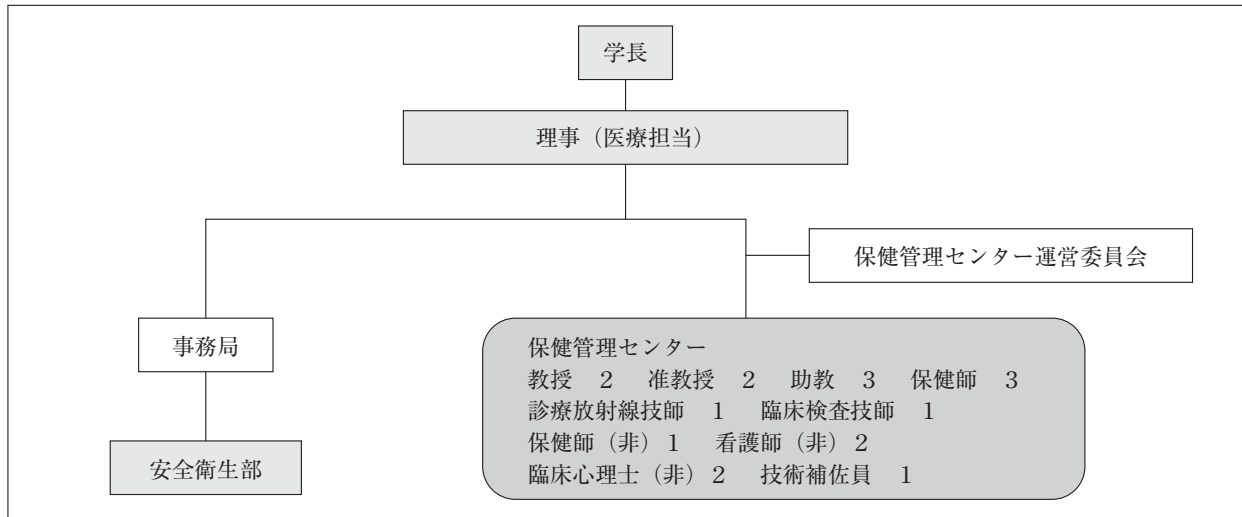 学長
理事（医療担当）
保健管理センター運営委員会
事務局
安全衛生部
保健管理センター
教授　２　准教授　２　助教　３　保健師　３
診療放射線技師　１　臨床検査技師　１
保健師（非）１　看護師（非）２
臨床心理士（非）２　技術補佐員　１